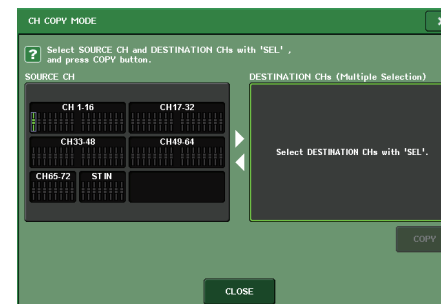 CH COPY MODE
?
Select SOURCE CH and DESTINATION CHs with 'SEL' ,
and press COPY button.
SOURCE CH
DESTINATION CHs (Multiple Selection)
CH 1-16
CH17-32
CH33-48
CH49-64
CH65-72
ST IN
Select DESTINATION CHs with 'SEL'.
COPY
CLOSE